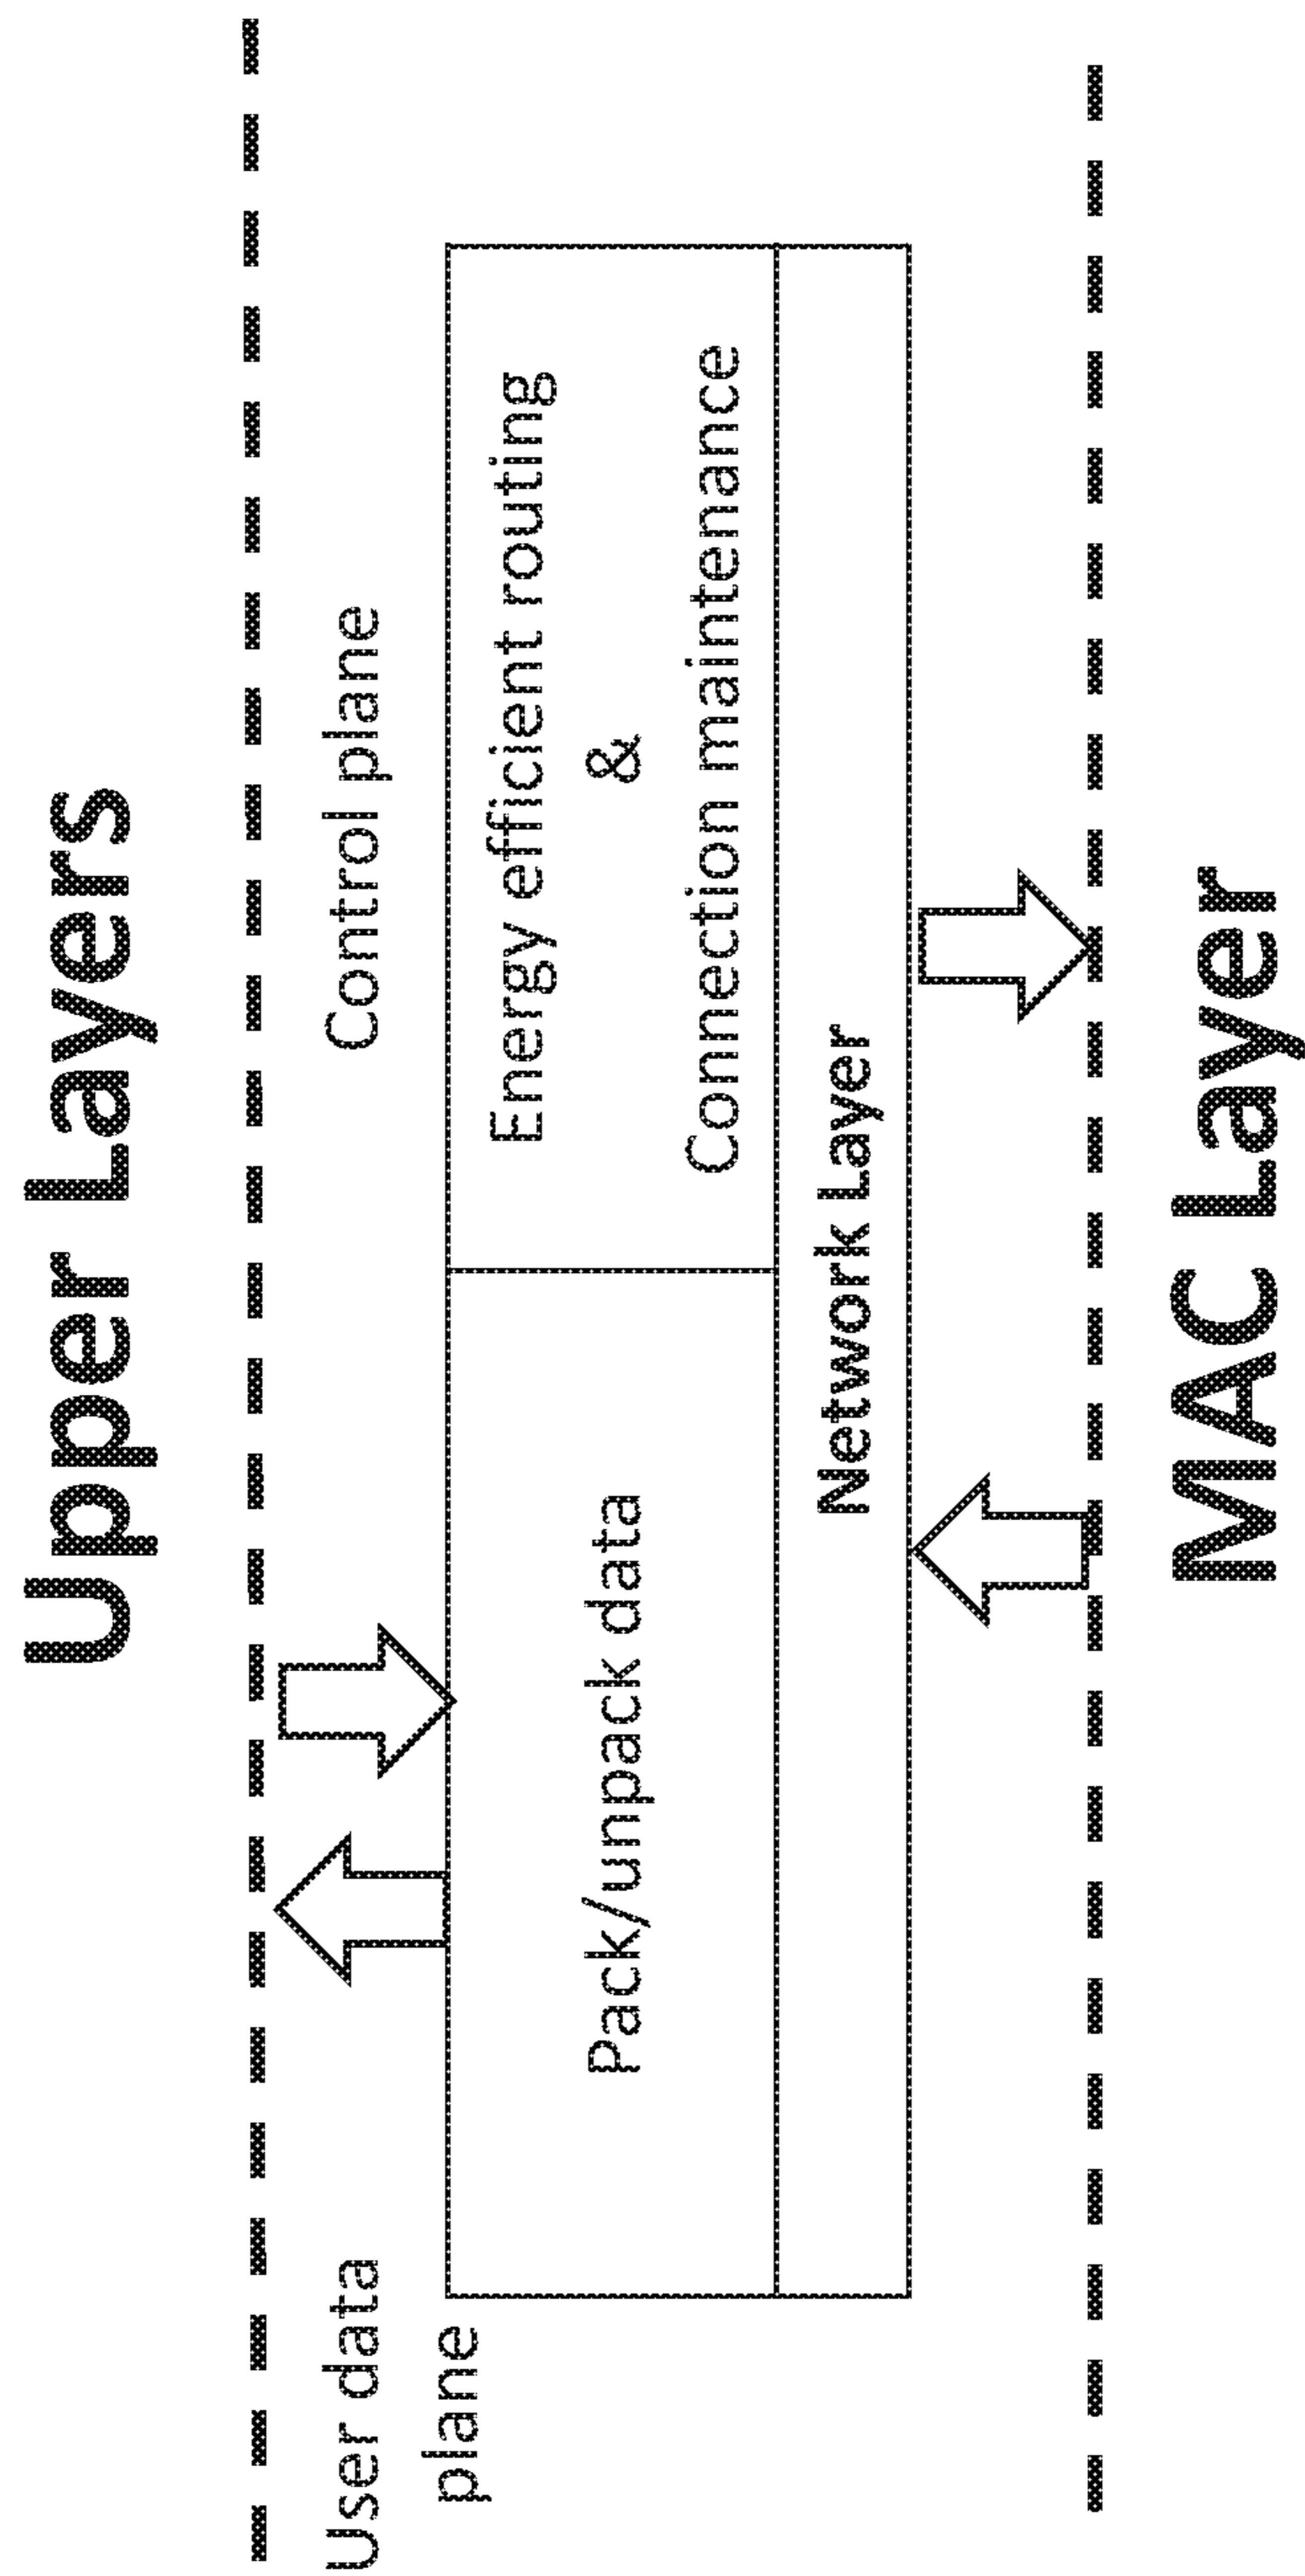 Upper Layers
User data
plane
Control plane
Pack/unpack data
Energy efficient routing
&
Connection maintenance
Network Layer
MAC Layer